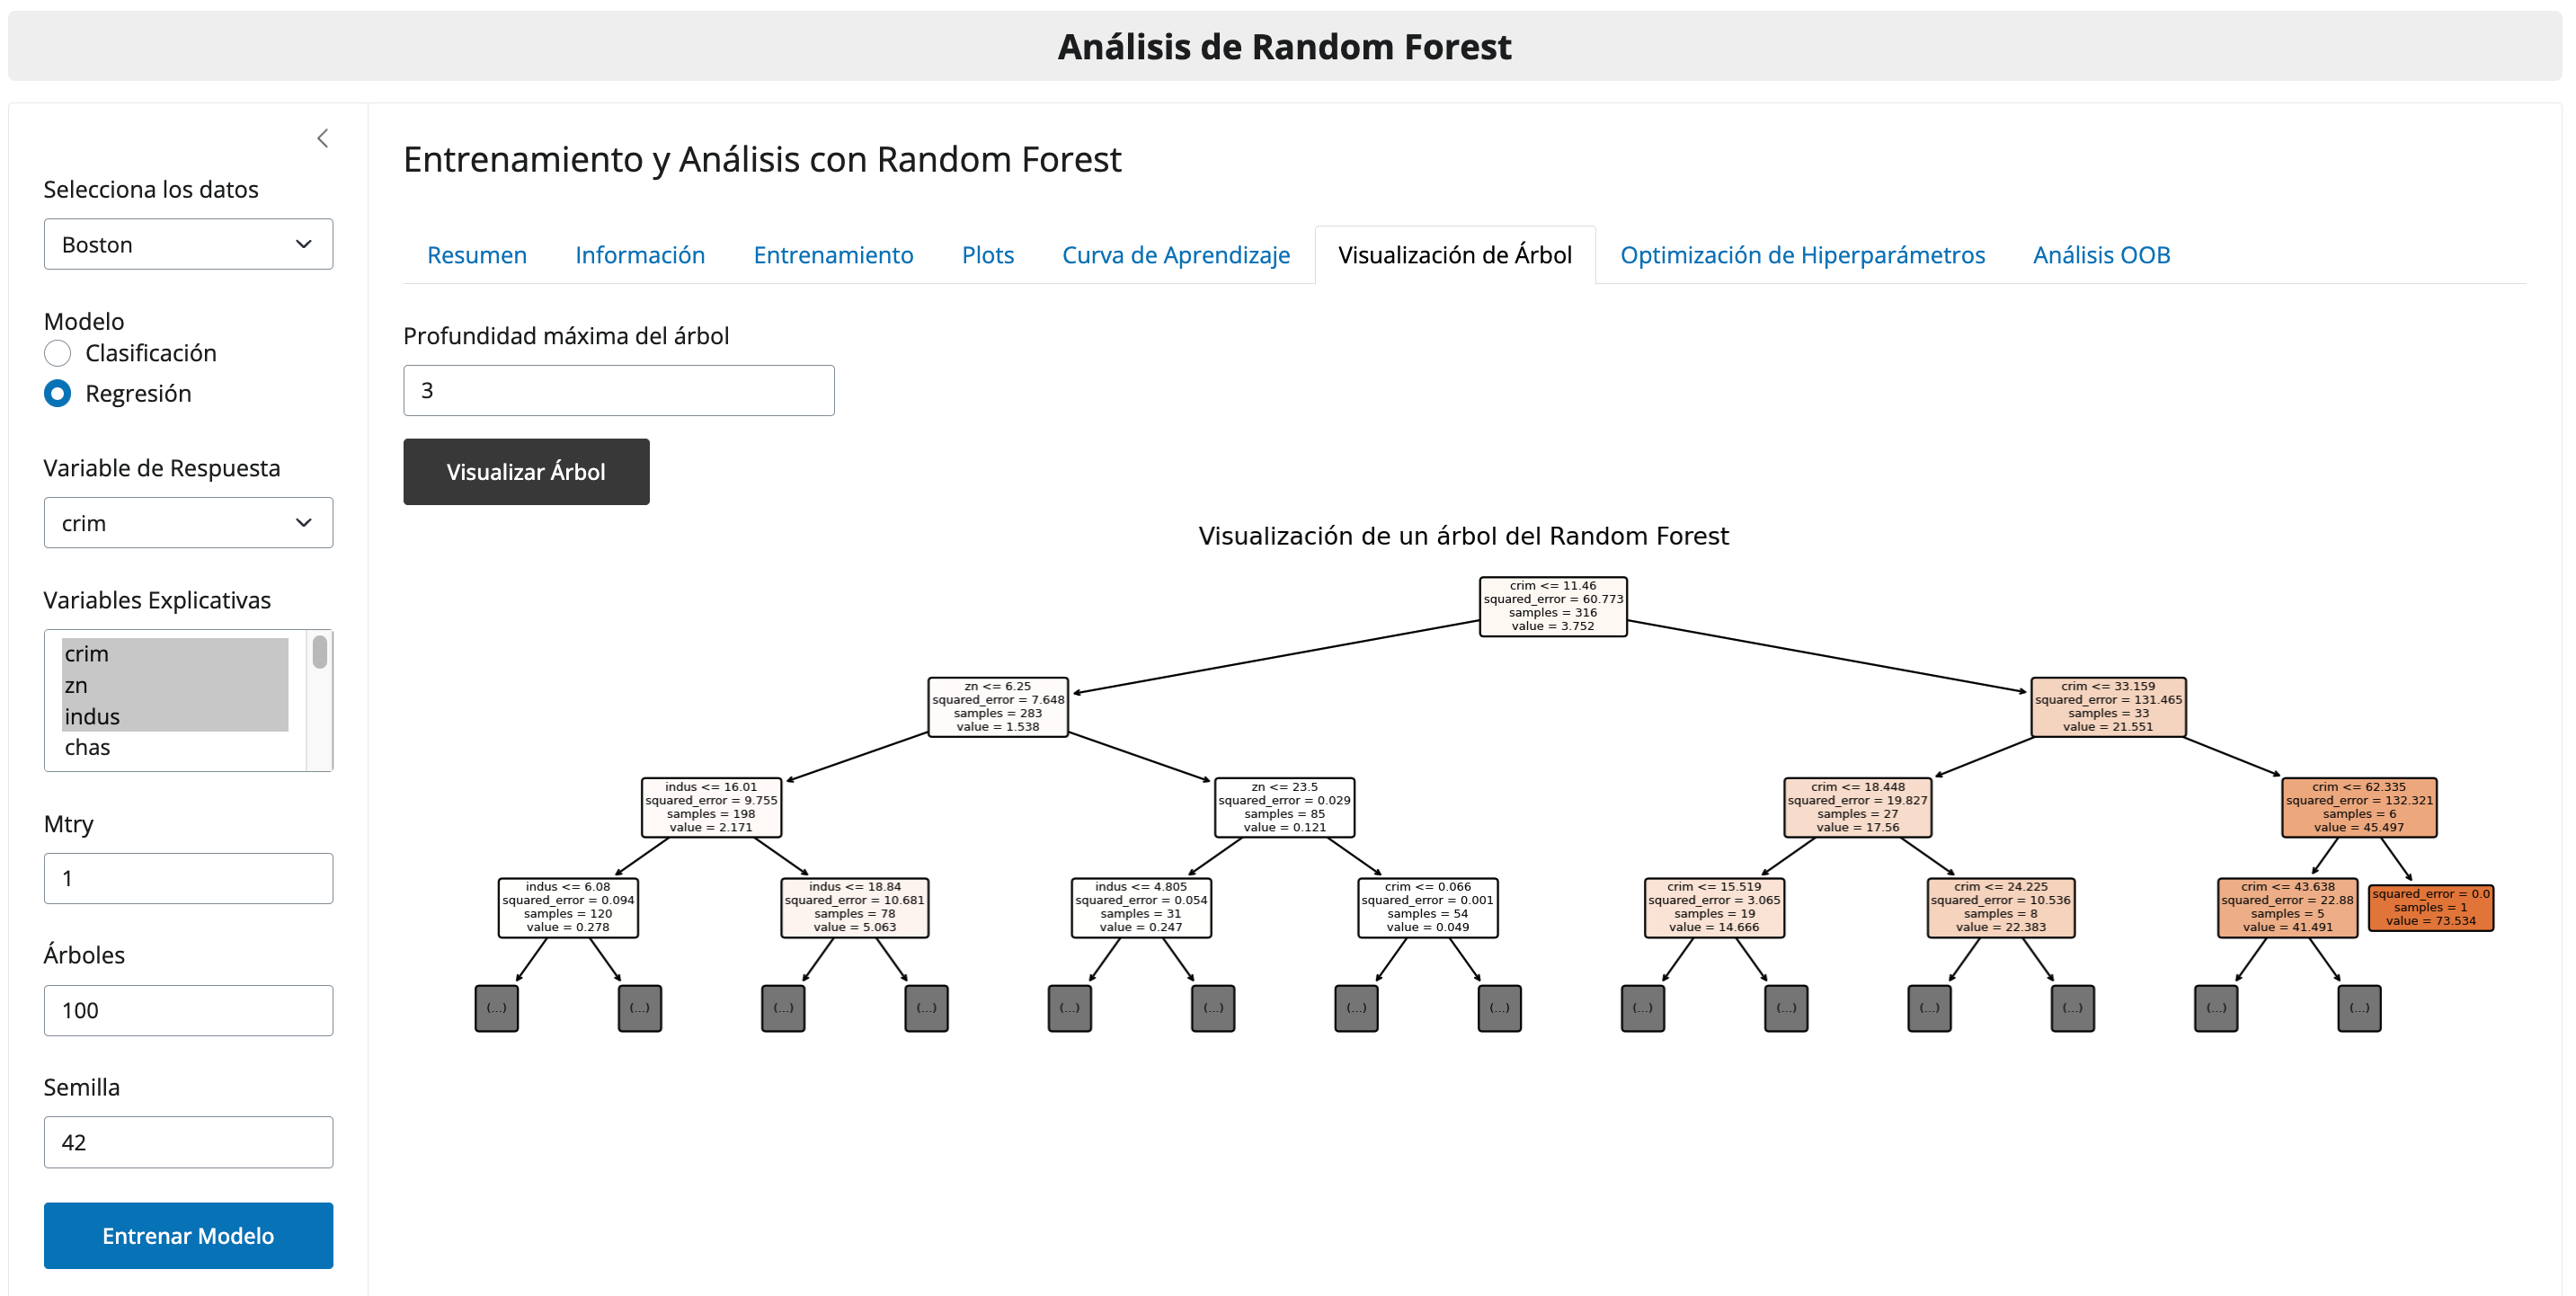 Análisis de Random Forest
Selecciona los datos
Boston
Modelo
Clasificación
Regresión
Variable de Respuesta
crim
Variables Explicativas
crim
zn
indus
chas
Mtry
1
Árboles
100
Semilla
42
Entrenar Modelo
Entrenamiento y Análisis con Random Forest
Resumen Información Entrenamiento Plots Curva de Aprendizaje Visualización de Árbol Optimización de Hiperparámetros Análisis OOB
Profundidad máxima del árbol
3
Visualizar Árbol
Visualización de un árbol del Random Forest
crim <= 11.46
squared_error = 60.773
samples = 316
value = 3.752
zn <= 6.25
squared_error = 7.648
samples = 283
value = 1.538
crim <= 33.159
squared_error = 131.465
samples = 33
value = 21.551
indus <= 16.01
squared_error = 9.755
samples = 198
value = 2.171
zn <= 23.5
squared_error = 0.029
samples = 85
value = 0.121
crim <= 18.448
squared_error = 19.827
samples = 27
value = 17.56
crim <= 62.335
squared_error = 132.321
samples = 6
value = 45.497
indus <= 6.08
squared_error = 0.094
samples = 120
value = 0.278
indus <= 18.84
squared_error = 10.681
samples = 78
value = 5.063
indus <= 4.805
squared_error = 0.054
samples = 31
value = 0.247
crim <= 0.066
squared_error = 0.001
samples = 54
value = 0.049
crim <= 15.519
squared_error = 3.065
samples = 19
value = 14.666
crim <= 24.225
squared_error = 10.536
samples = 8
value = 22.383
crim <= 43.638
squared_error = 22.88
samples = 5
value = 41.491
squared_error = 0.0
samples = 1
value = 73.534
(...) (...) (...) (...) (...) (...) (...) (...) (...) (...) (...) (...) (...) (...)